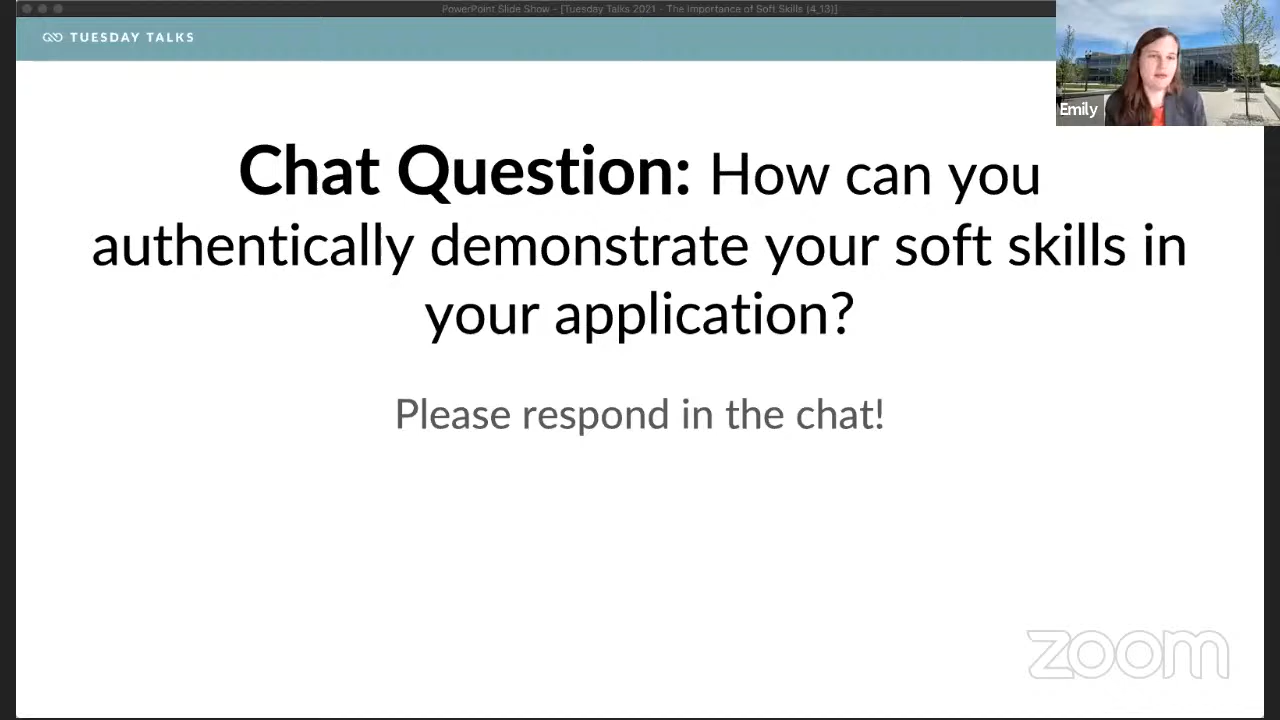 PowerPoint Slide Show - [Tuesday Talks 2021 - The Importance of Soft Skills (4_13)]
TUESDAY TALKS
Emily
Chat Question: How can you
authentically demonstrate your soft skills in
your application?
Please respond in the chat!
zoom